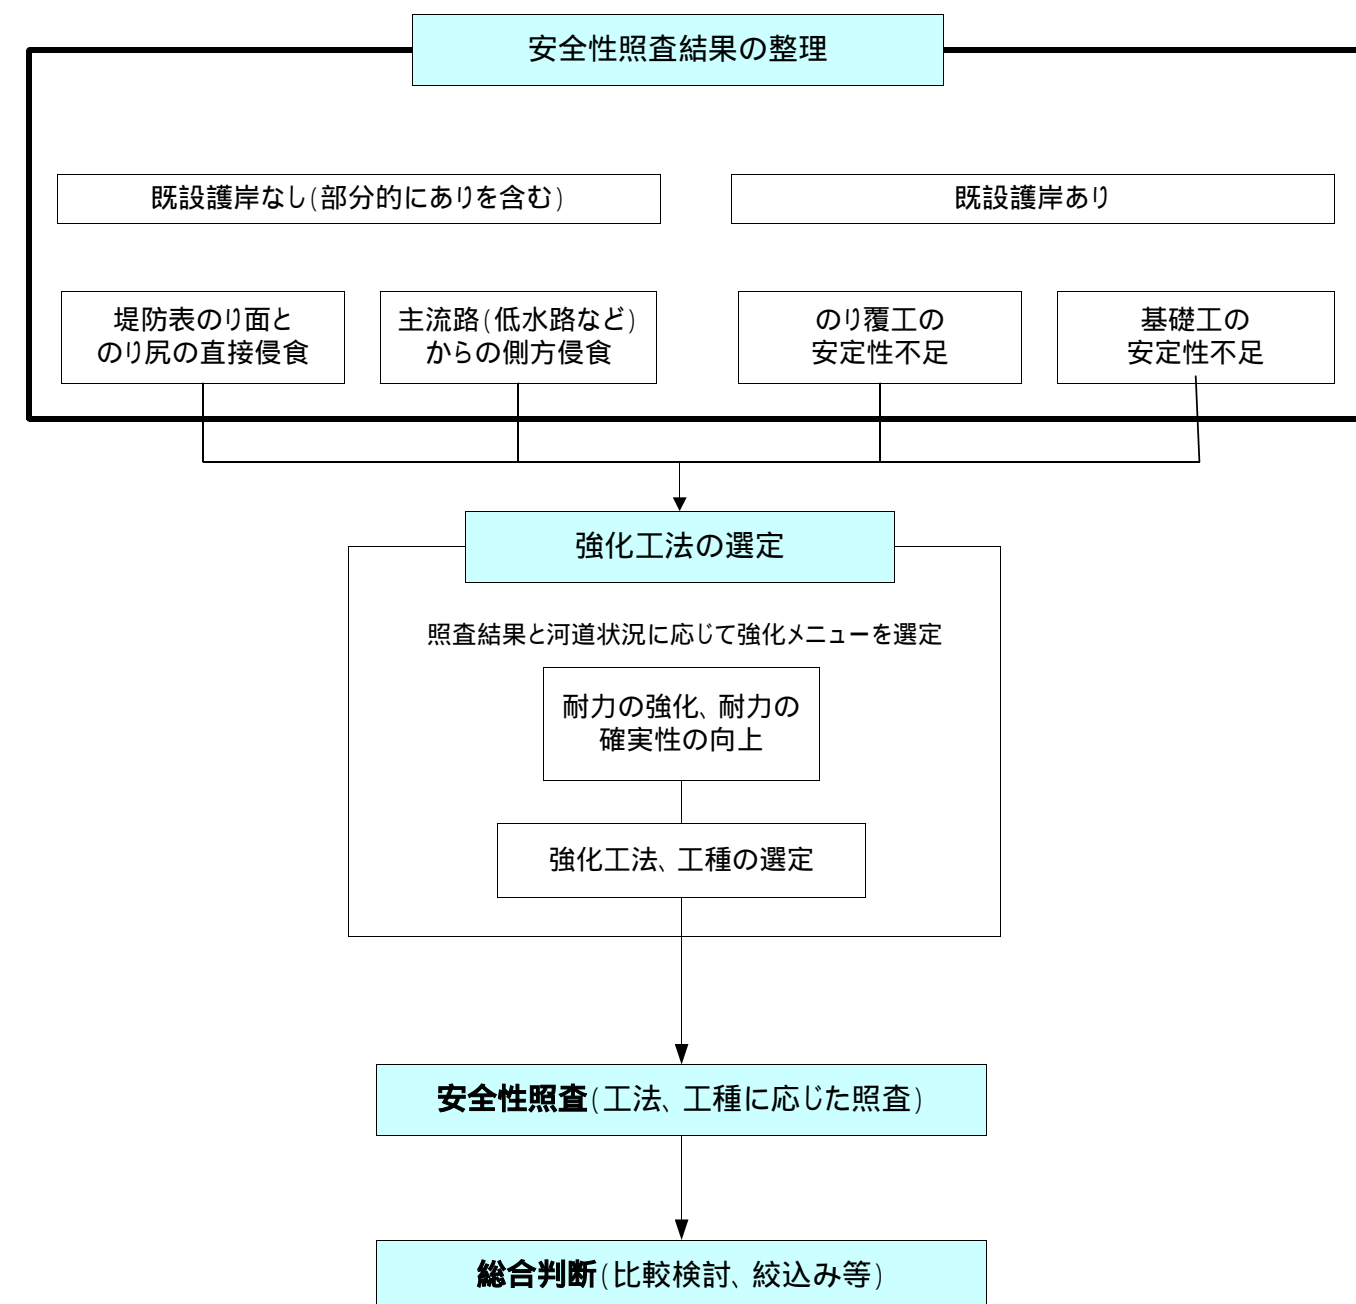 安全性照査結果の整理
既設護岸なし(部分的にありを含む)
既設護岸あり
堤防表のり面と
のり尻の直接侵食
主流路(低水路など)
からの側方侵食
のり覆工の
安定性不足
基礎工の
安定性不足
強化工法の選定
照査結果と河道状況に応じて強化メニューを選定
耐力の強化、耐力の
確実性の向上
強化工法、工種の選定
安全性照査(工法、工種に応じた照査)
総合判断(比較検討、絞込み等)